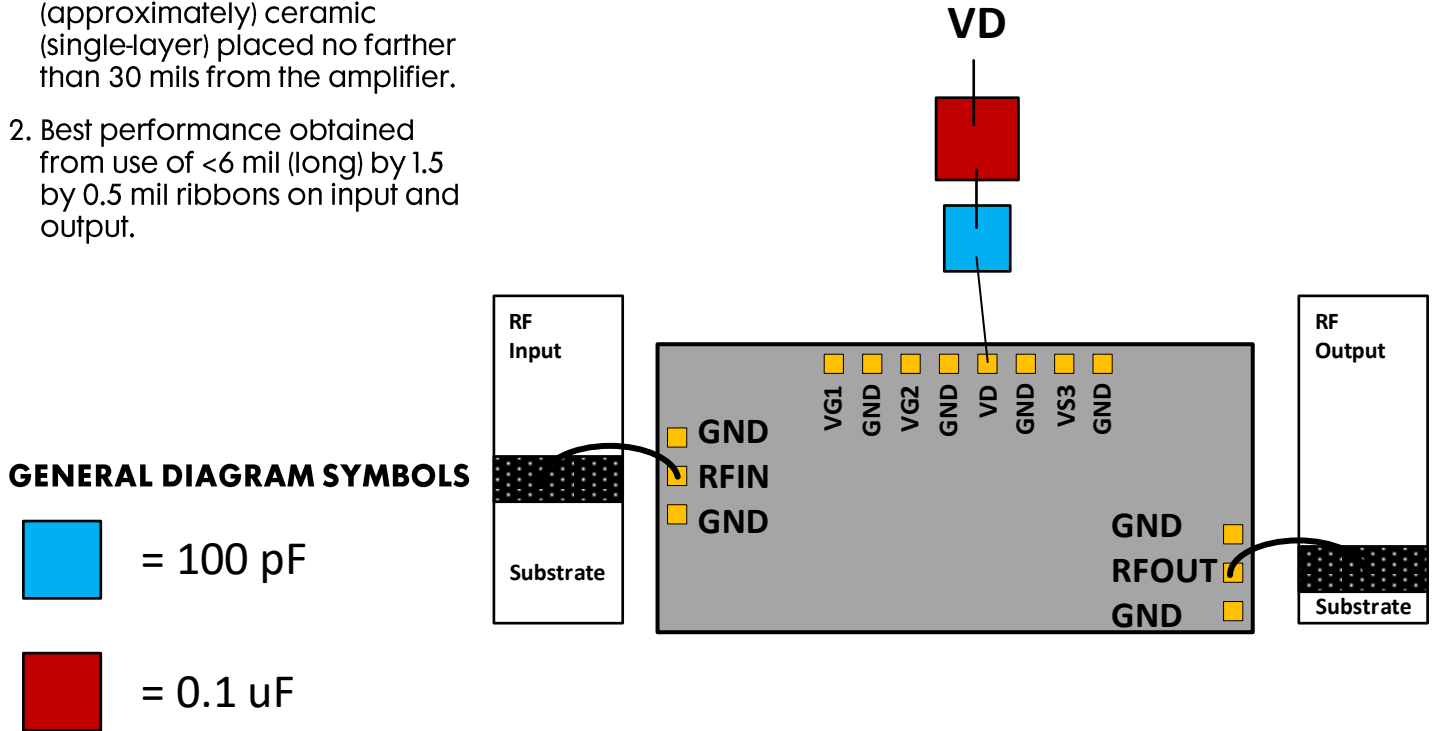 (approximately) ceramic
(single-layer) placed no farther
than 30 mils from the amplifier.
2. Best performance obtained
from use of <6 mil (long) by 1.5
by 0.5 mil ribbons on input and
output.
GENERAL DIAGRAM SYMBOLS
= 100 pF
= 0.1 uF
VD
RF
Input
Substrate
VG1
GND
VG2
GND
VD
GND
VS3
GND
GND
RFIN
GND
GND
RFOUT
GND
RF
Output
Substrate